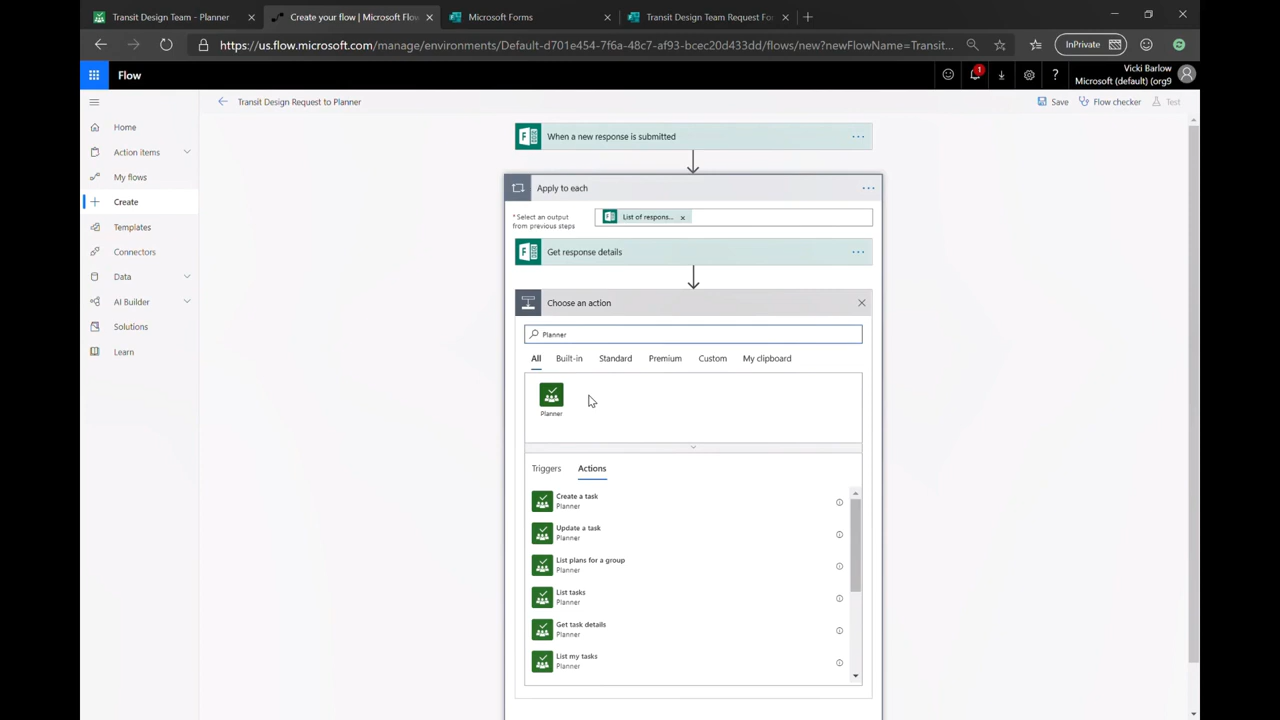 Transit Design Team - Planner
Create your flow | Microsoft Flow
Microsoft Forms
Transit Design Team Request For
https://us.flow.microsoft.com/manage/environments/Default-d701e454-7f6a-48c7-af93-bcec20d433dd/flows/new?newFlowName=Transit...
InPrivate
Flow
1
?
Vicki Barlow
Microsoft (default) (org9
Transit Design Request to Planner
Save
Flow checker
Test
Home
Action items
My flows
Create
Templates
Connectors
Data
AI Builder
Solutions
Learn
When a new response is submitted
Apply to each
* Select an output
from previous steps
List of respons...
Get response details
Choose an action
Planner
All
Built-in
Standard
Premium
Custom
My clipboard
Planner
Triggers
Actions
Create a task
Planner
Update a task
Planner
List plans for a group
Planner
List tasks
Planner
Get task details
Planner
List my tasks
Planner